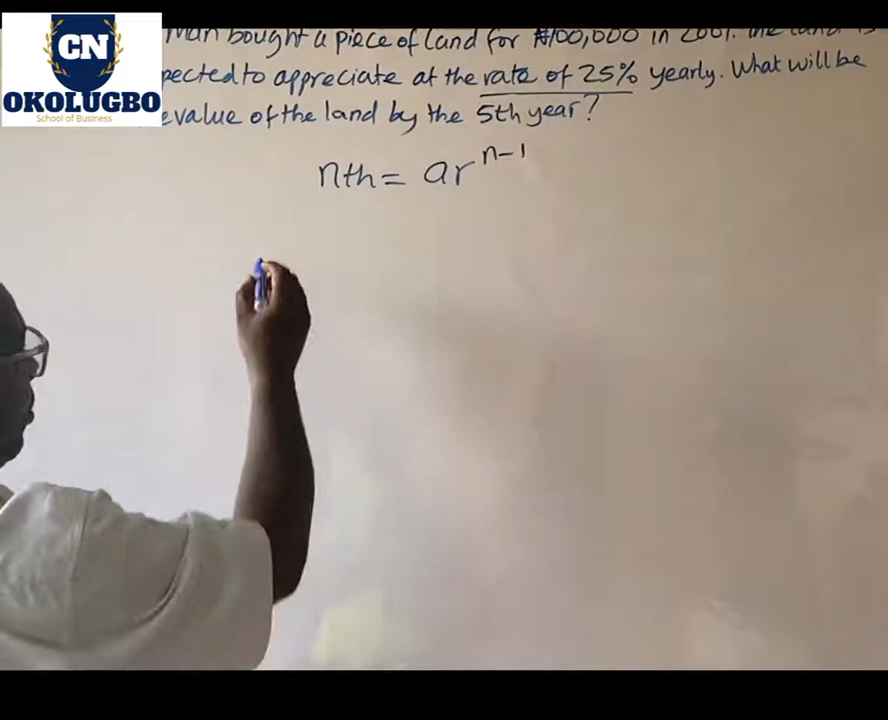 Man bought a piece of land for ₦100,000 in 2001. The land is
pected to appreciate at the rate of 25% yearly. What will be
e value of the land by the 5th year?
nth = ar^n-1
CN
OKOLUGBO
School of Business